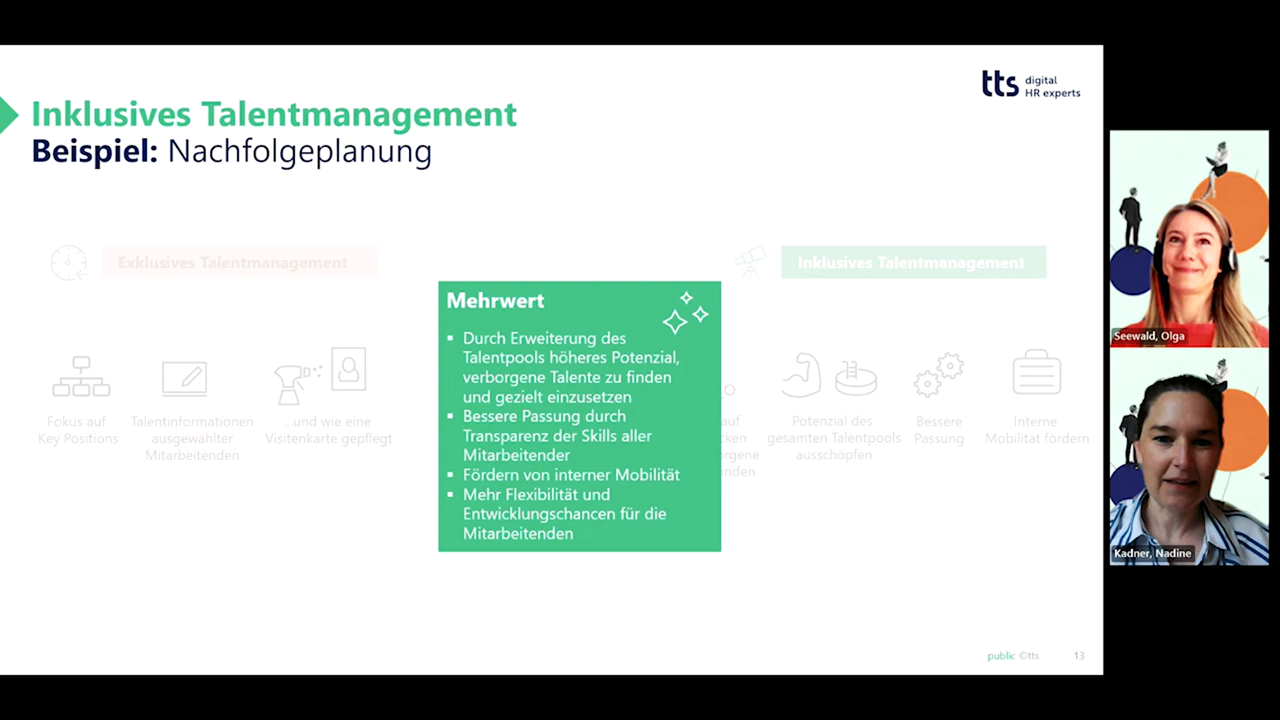 tts digital
HR experts
Inklusives Talentmanagement
Beispiel: Nachfolgeplanung
Exklusives Talentmanagement
Inklusives Talentmanagement
Fokus auf
Key Positions
Talentinformationen
ausgewählter
Mitarbeitenden
...und wie eine
Visitenkarte gepflegt
Mehrwert
▪ Durch Erweiterung des
Talentpools höheres Potenzial,
verborgene Talente zu finden
und gezielt einzusetzen
▪ Bessere Passung durch
Transparenz der Skills aller
Mitarbeitender
▪ Fördern von interner Mobilität
▪ Mehr Flexibilität und
Entwicklungschancen für die
Mitarbeitenden
auf
Potenzial des
gesamten Talentpools
ausschöpfen
Bessere
Passung
Interne
Mobilität fördern
Seewald, Olga
Kadner, Nadine
public ©tts 13